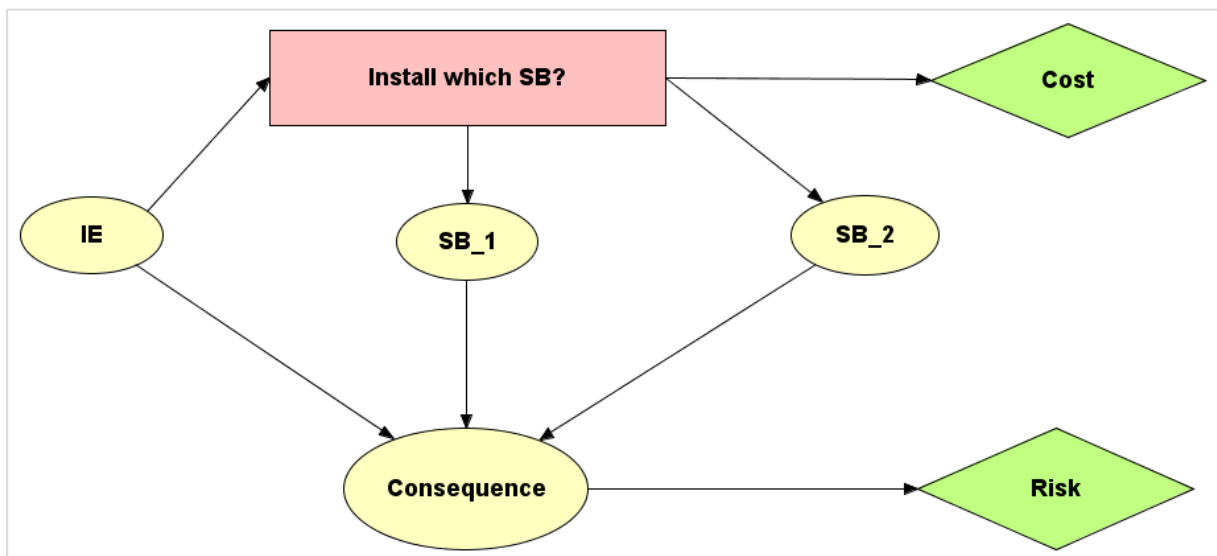 Install which SB?
Cost
IE
SB_1
SB_2
Consequence
Risk